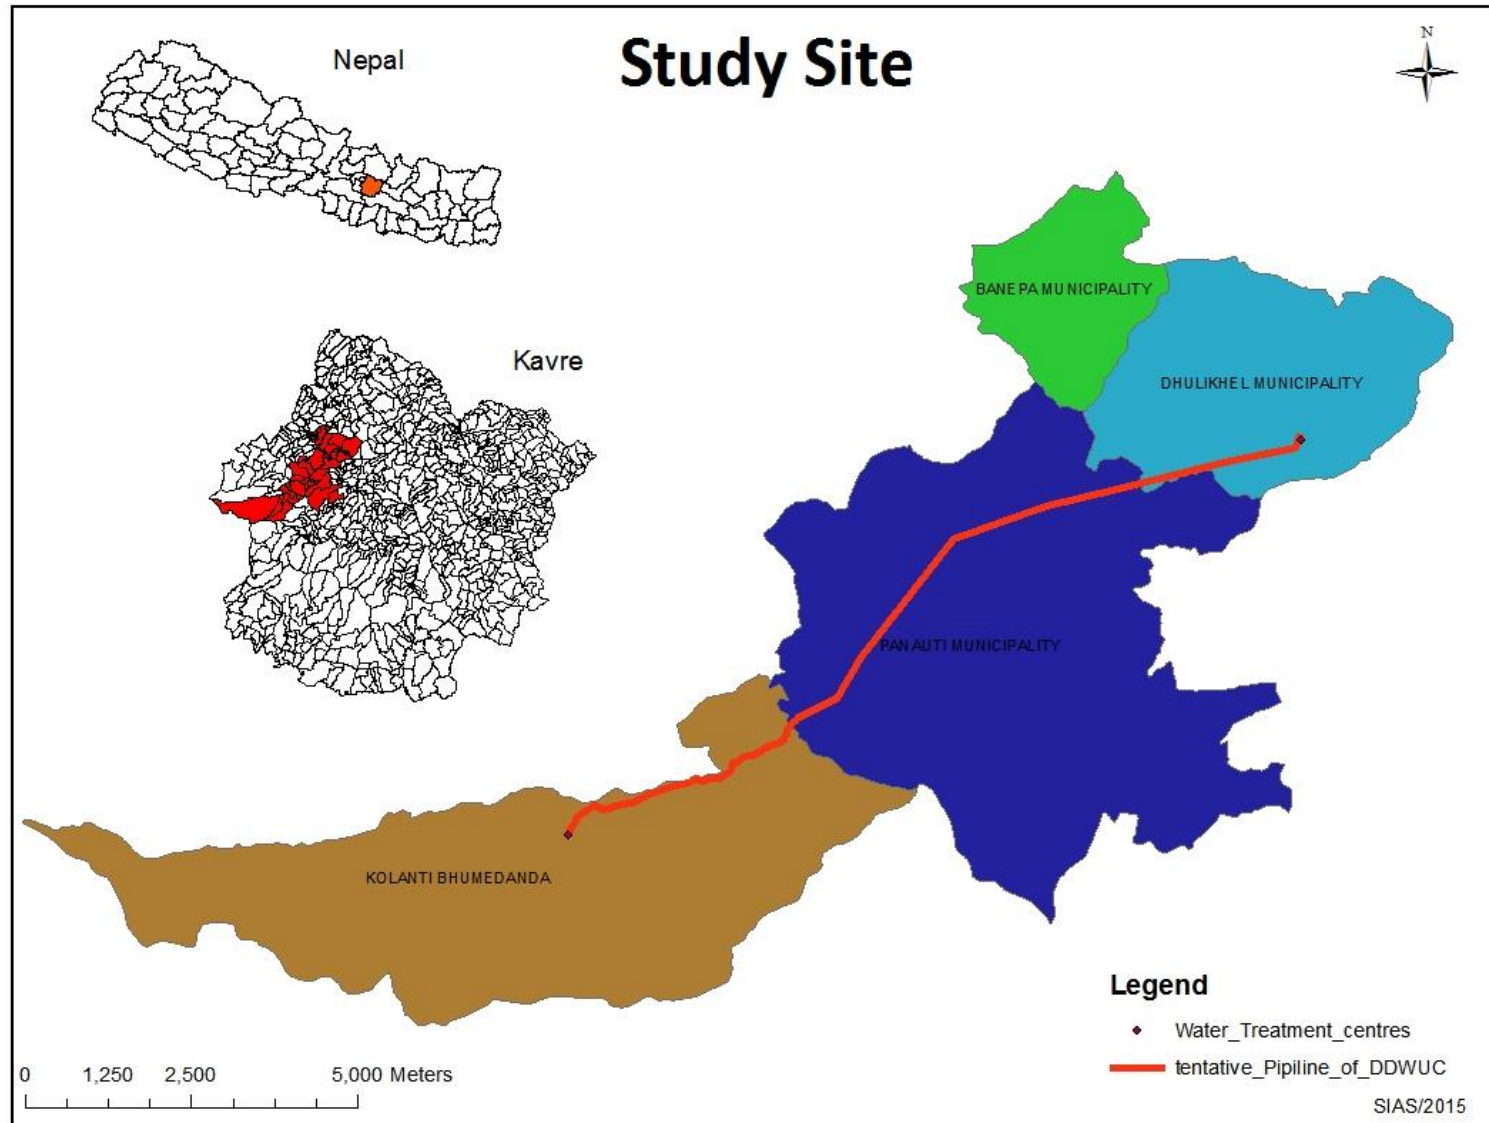 Study Site
N
Nepal
Kavre
BANEPA MUNICIPALITY
DHULIKHEL MUNICIPALITY
PANAUTI MUNICIPALITY
KOLANTI BHUMEDANDA
Legend
Water_Treatment_centres
tentative_Pipiline_of_DDWUC
0 1,250 2,500 5,000 Meters
SIAS/2015